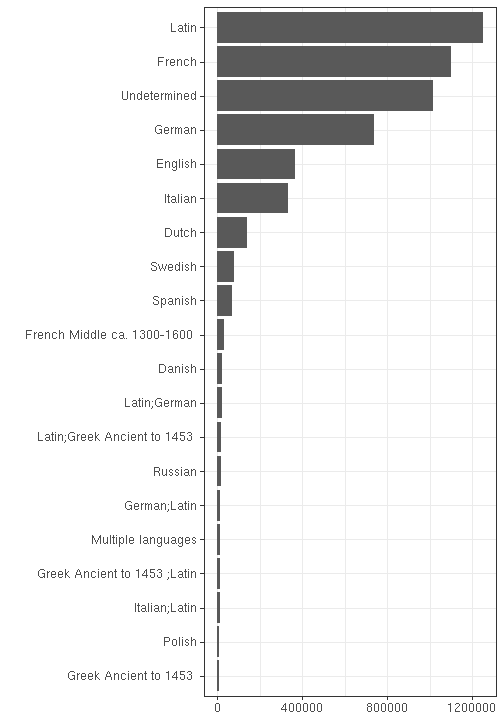 Latin
French
Undetermined
German
English
Italian
Dutch
Swedish
Spanish
French Middle ca. 1300-1600
Danish
Latin;German
Latin;Greek Ancient to 1453
Russian
German;Latin
Multiple languages
Greek Ancient to 1453 ;Latin
Italian;Latin
Polish
Greek Ancient to 1453
0 400000 800000 1200000